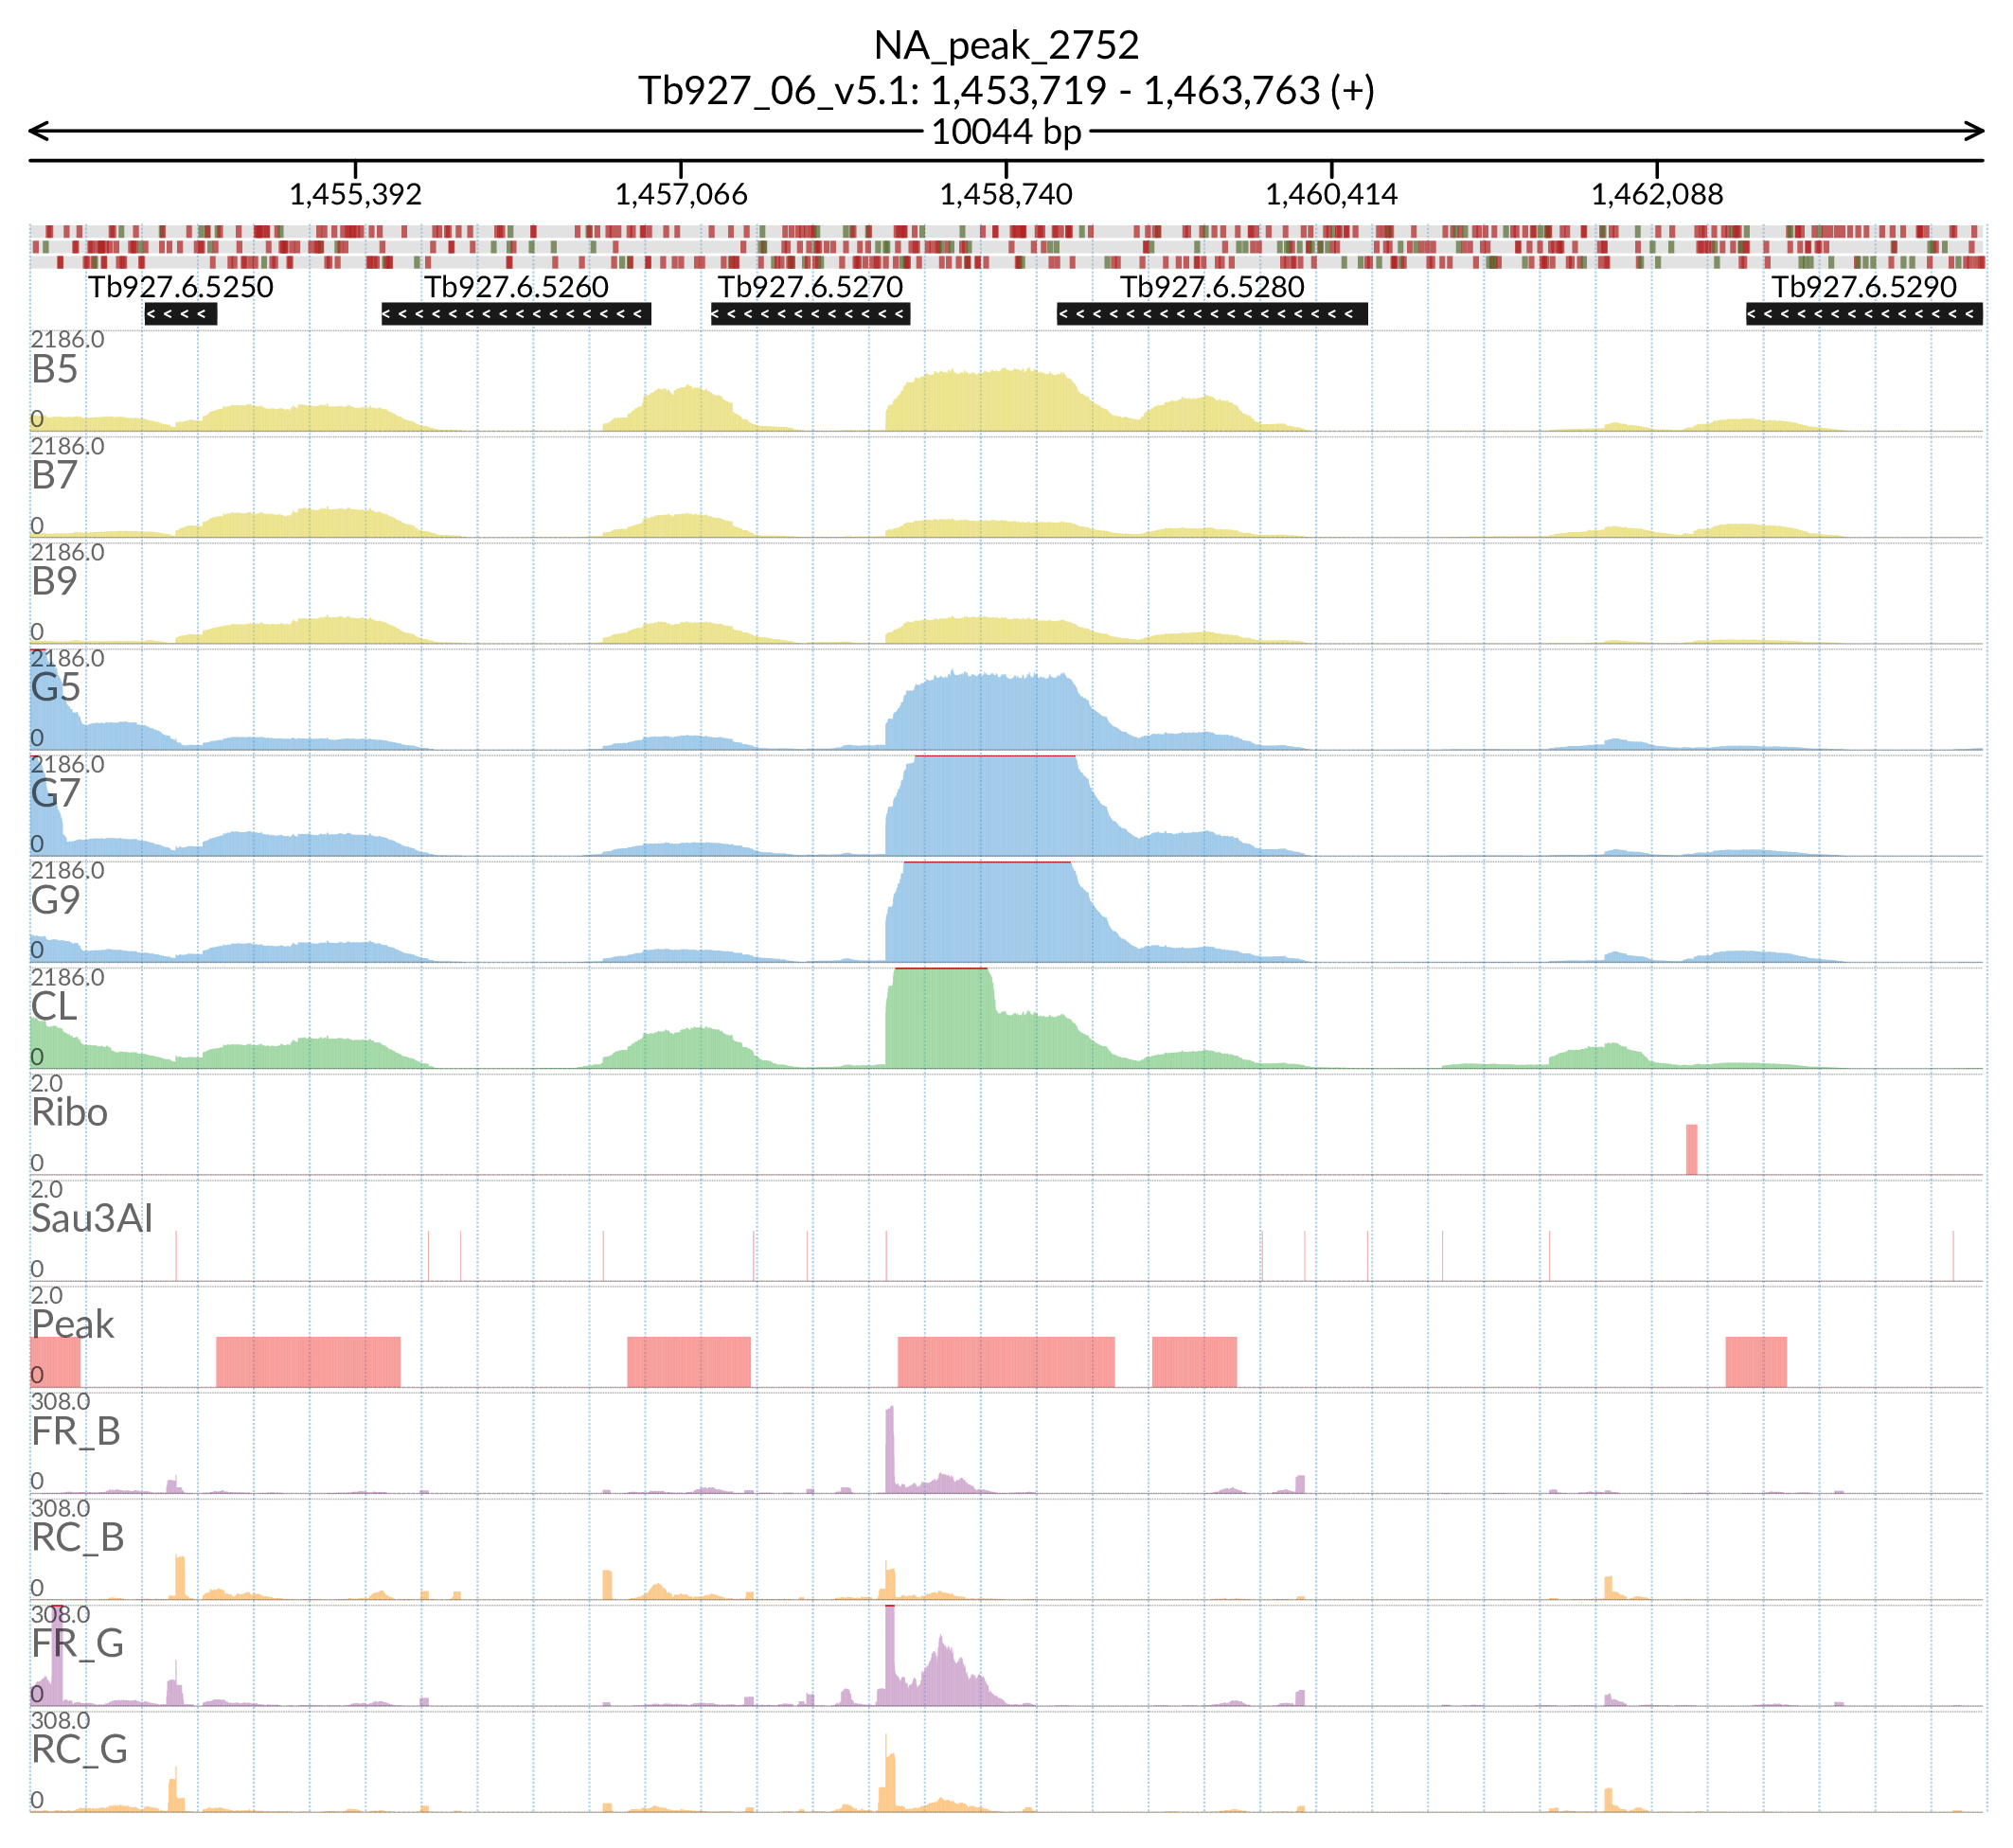 NA_peak_2752
Tb927_06_v5.1: 1,453,719 - 1,463,763 (+)
10044 bp
1,455,392 1,457,066 1,458,740 1,460,414 1,462,088
Tb927.6.5250 Tb927.6.5260 Tb927.6.5270 Tb927.6.5280 Tb927.6.5290
2186.0
B5
0
2186.0
B7
0
2186.0
B9
0
2186.0
G5
0
2186.0
G7
0
2186.0
G9
0
2186.0
CL
0
2.0
Ribo
0
2.0
Sau3AI
0
2.0
Peak
0
308.0
FR_B
0
308.0
RC_B
0
308.0
FR_G
0
308.0
RC_G
0